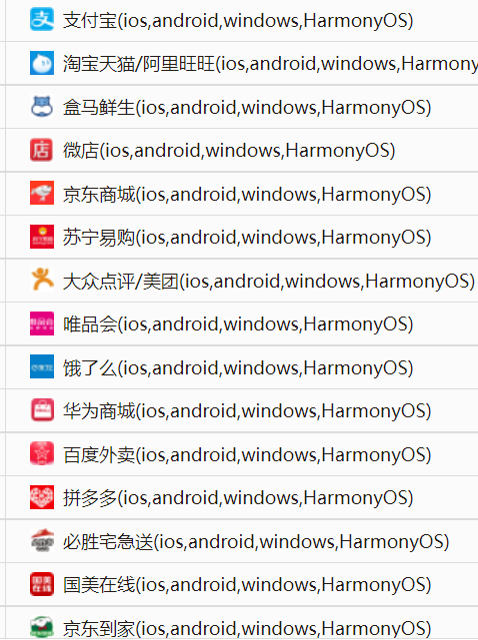 支付宝(ios,android,windows,HarmonyOS)
淘宝天猫/阿里旺旺(ios,android,windows,Harmony
盒马鲜生(ios,android,windows,HarmonyOS)
微店(ios,android,windows,HarmonyOS)
京东商城(ios,android,windows,HarmonyOS)
苏宁易购(ios,android,windows,HarmonyOS)
大众点评/美团(ios,android,windows,HarmonyOS)
唯品会(ios,android,windows,HarmonyOS)
饿了么(ios,android,windows,HarmonyOS)
华为商城(ios,android,windows,HarmonyOS)
百度外卖(ios,android,windows,HarmonyOS)
拼多多(ios,android,windows,HarmonyOS)
必胜宅急送(ios,android,windows,HarmonyOS)
国美在线(ios,android,windows,HarmonyOS)
京东到家(ios,android,windows,HarmonyOS)